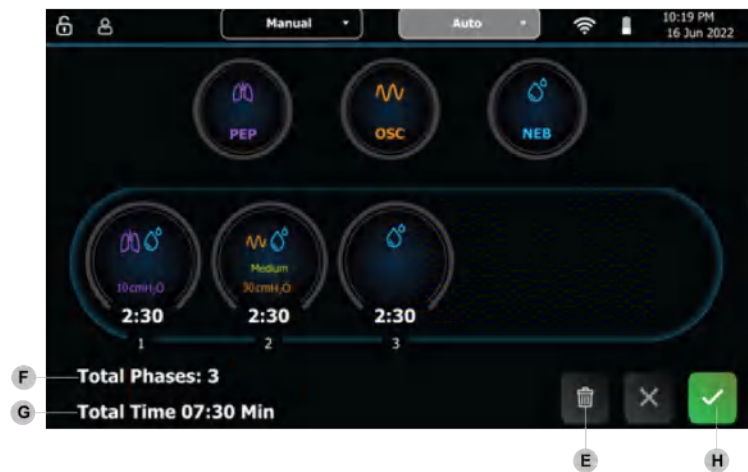 Manual
Auto
10:19 PM
16 Jun 2022
PEP
OSC
NEB
10cmH₂O
Medium
30cmH₂O
2:30
2:30
2:30
1
2
3
Total Phases: 3
Total Time 07:30 Min
F
G
E
H